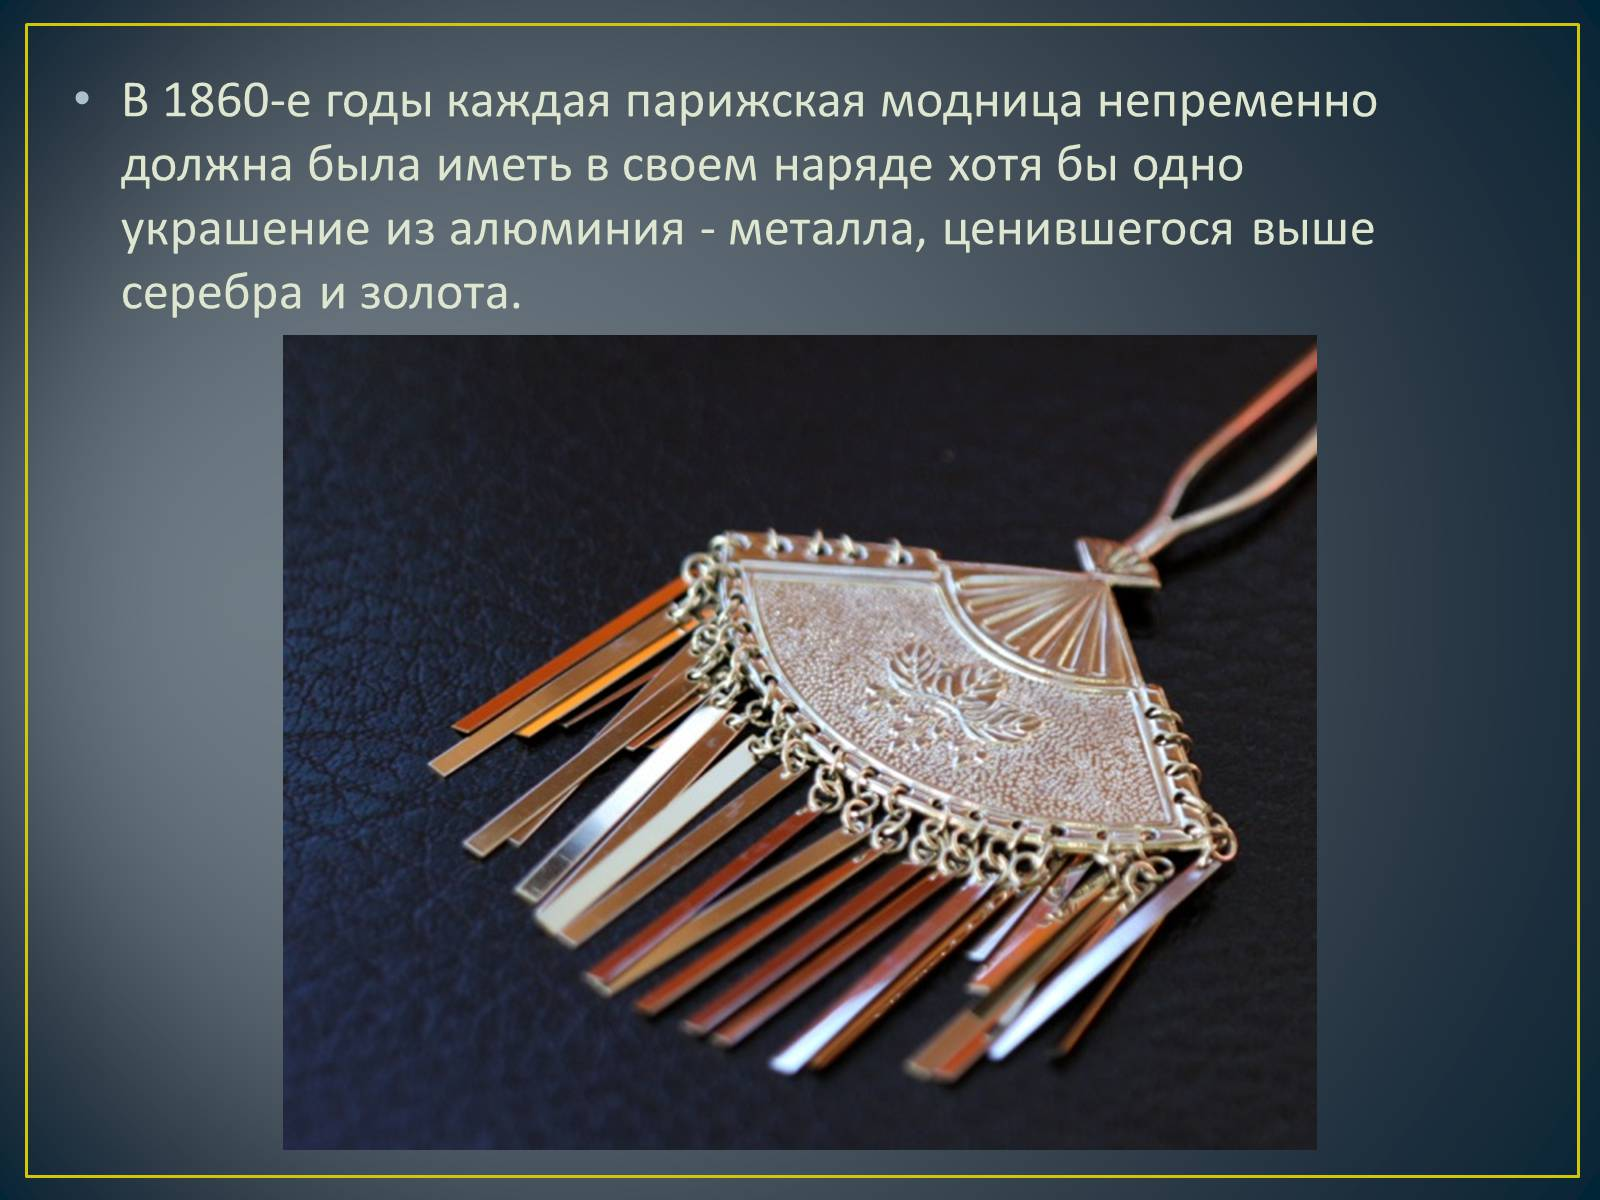 • В 1860-е годы каждая парижская модница непременно
должна была иметь в своем наряде хотя бы одно
украшение из алюминия - металла, ценившегося выше
серебра и золота.